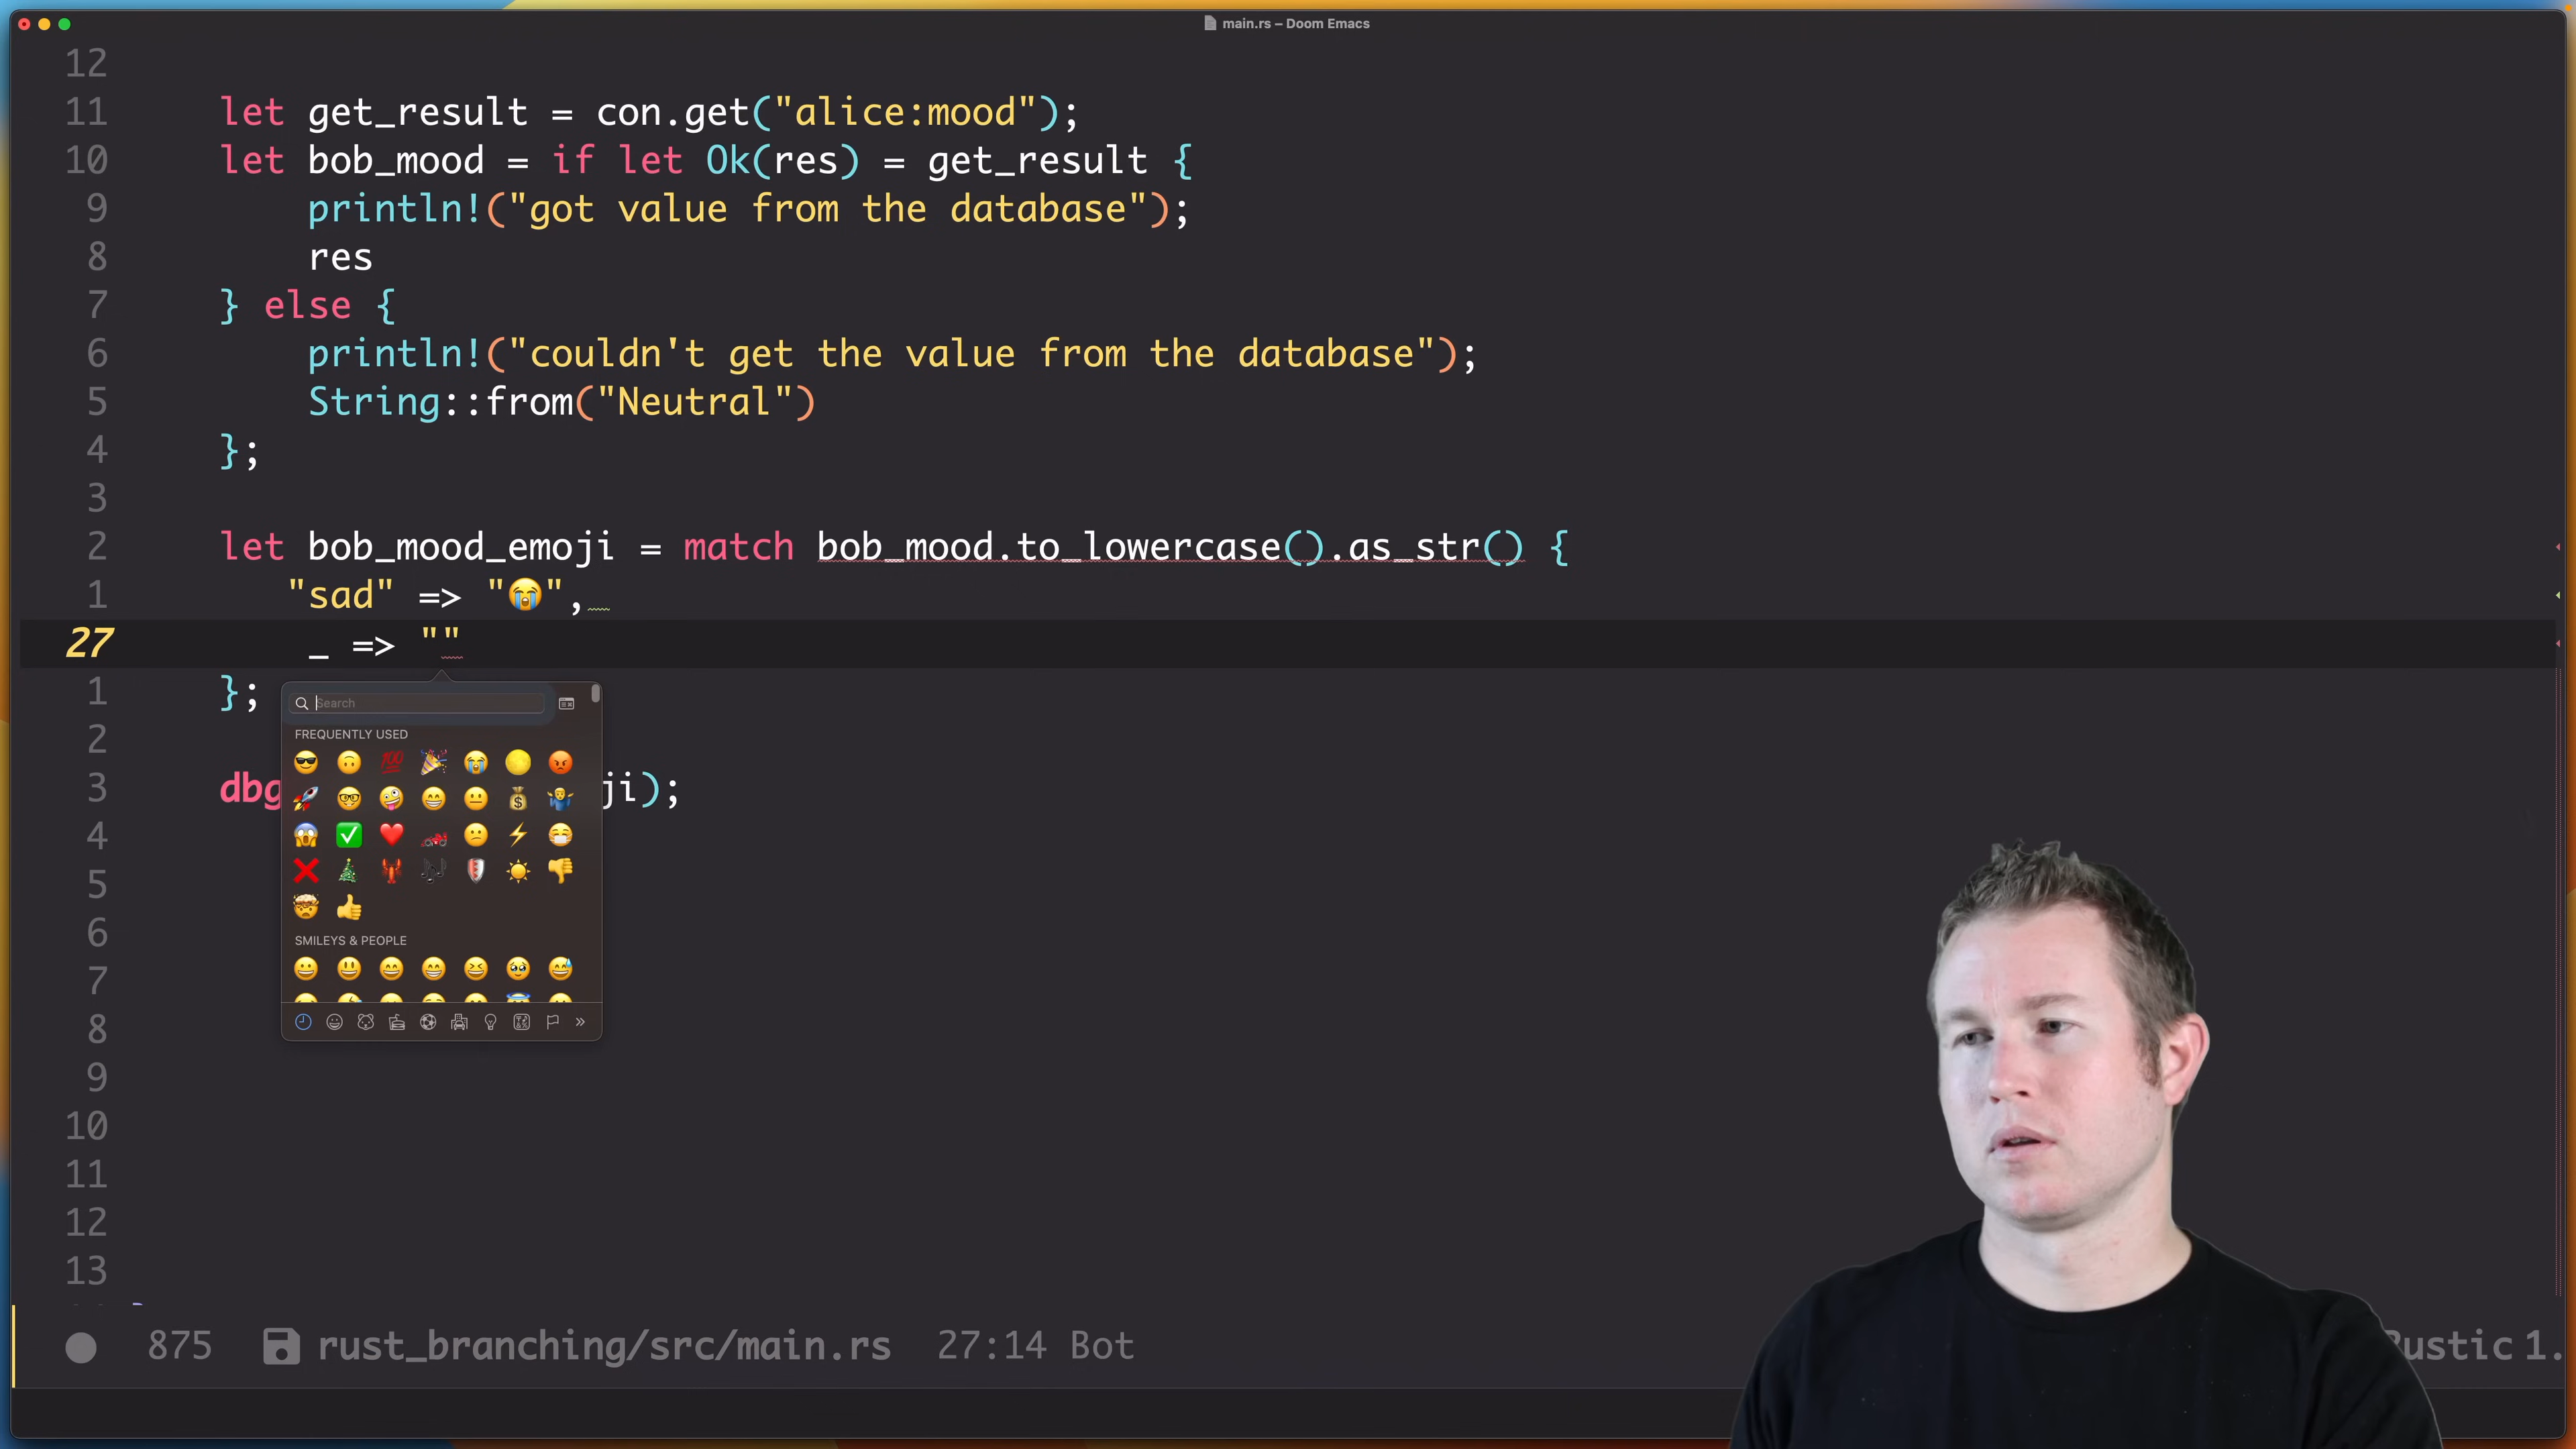 main.rs – Doom Emacs
12
11 let get_result = con.get("alice:mood");
10 let bob_mood = if let Ok(res) = get_result {
9 println!("got value from the database");
8 res
7 } else {
6 println!("couldn't get the value from the database");
5 String::from("Neutral")
4 };
3
2 let bob_mood_emoji = match bob_mood.to_lowercase().as_str() {
1 "sad" => "😭",
27 _ => ""
1 };
Search
FREQUENTLY USED
2
3 dbg ji);
4
5
6
SMILEYS & PEOPLE
7
8
9
10
11
12
13
875 rust_branching/src/main.rs 27:14 Bot Rustic 1.